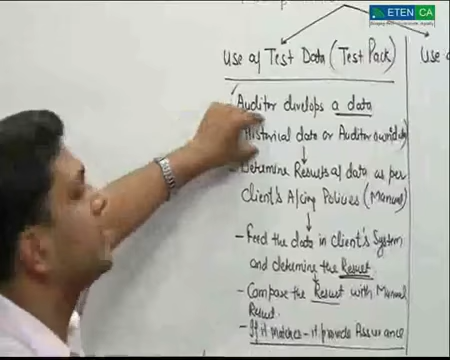 ETEN CA
Use of Test Data (Test Pack)
Use
Auditor develops a data
Historical data or Auditor own
- Determine Results of data as per
client's A/cing Policies (Manual)
- Feed the data in client's System
and determine the Result.
- Compare the Result with Manual
Result.
- If it matches - it provide Assurance